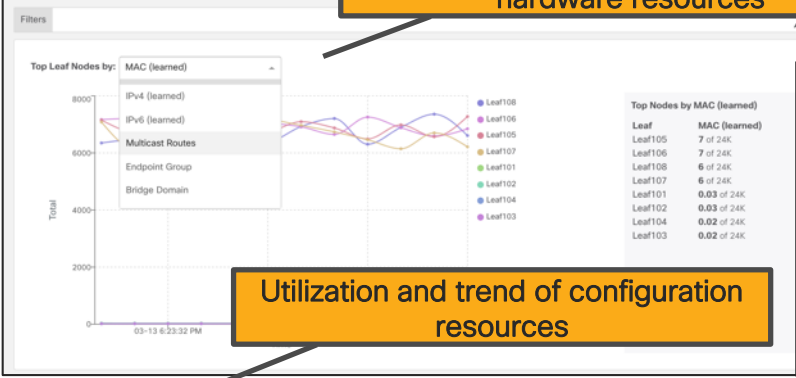 hardware resources
Filters
Top Leaf Nodes by: MAC (learned)
IPv4 (learned)
IPv6 (learned)
Multicast Routes
Endpoint Group
Bridge Domain
8000
6000
4000
2000
0
Total
03-13 6:23:32 PM
Leaf108
Leaf106
Leaf105
Leaf107
Leaf101
Leaf102
Leaf104
Leaf103
Top Nodes by MAC (learned)
Leaf MAC (learned)
Leaf105 7 of 24K
Leaf106 7 of 24K
Leaf108 6 of 24K
Leaf107 6 of 24K
Leaf101 0.03 of 24K
Leaf102 0.03 of 24K
Leaf104 0.02 of 24K
Leaf103 0.02 of 24K
Utilization and trend of configuration
resources